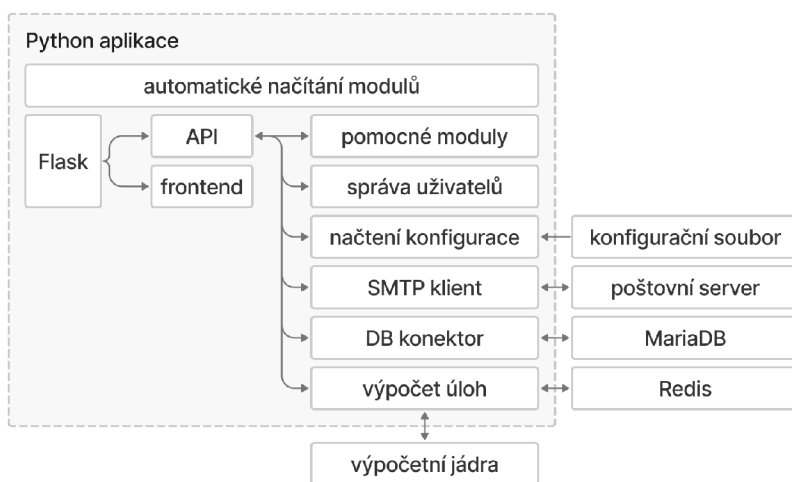 Python aplikace
automatické načítání modulů
Flask
API
frontend
pomocné moduly
správa uživatelů
načtení konfigurace
konfigurační soubor
SMTP klient
poštovní server
DB konektor
MariaDB
výpočet úloh
Redis
výpočetní jádra